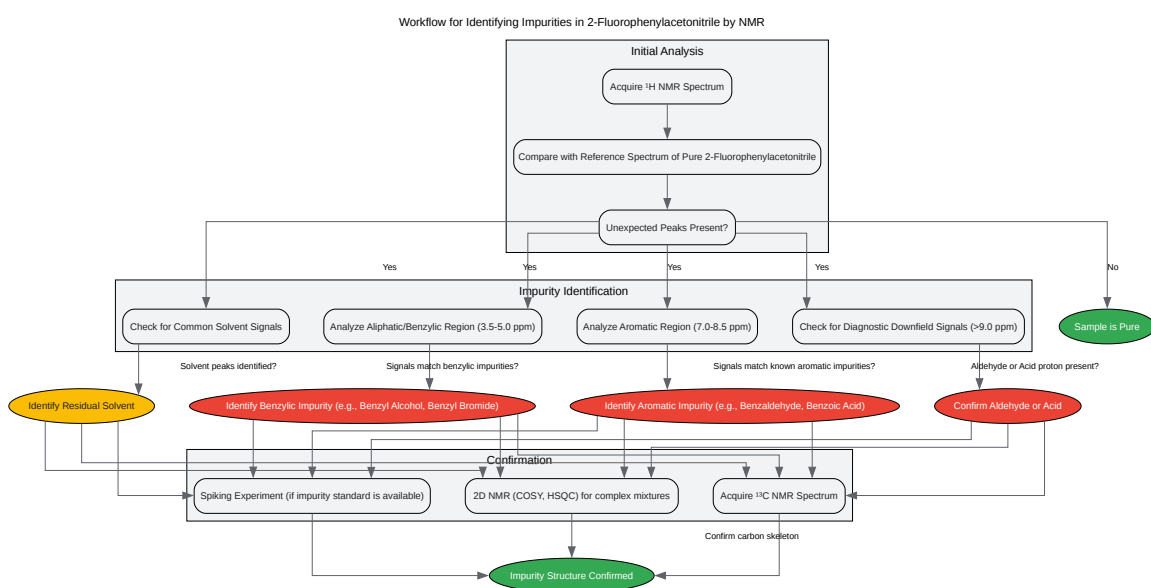 Workflow for Identifying Impurities in 2-Fluorophenylacetonitrile by NMR
Initial Analysis
Acquire ¹H NMR Spectrum
Compare with Reference Spectrum of Pure 2-Fluorophenylacetonitrile
Unexpected Peaks Present?
Yes
Yes
Yes
Yes
No
Impurity Identification
Check for Common Solvent Signals
Analyze Aliphatic/Benzylic Region (3.5-5.0 ppm)
Analyze Aromatic Region (7.0-8.5 ppm)
Check for Diagnostic Downfield Signals (>9.0 ppm)
Sample is Pure
Solvent peaks identified?
Signals match benzylic impurities?
Signals match known aromatic impurities?
Aldehyde or Acid proton present?
Identify Residual Solvent
Identify Benzylic Impurity (e.g., Benzyl Alcohol, Benzyl Bromide)
Identify Aromatic Impurity (e.g., Benzaldehyde, Benzoic Acid)
Confirm Aldehyde or Acid
Confirmation
Spiking Experiment (if impurity standard is available)
2D NMR (COSY, HSQC) for complex mixtures
Acquire ¹³C NMR Spectrum
Confirm carbon skeleton
Impurity Structure Confirmed